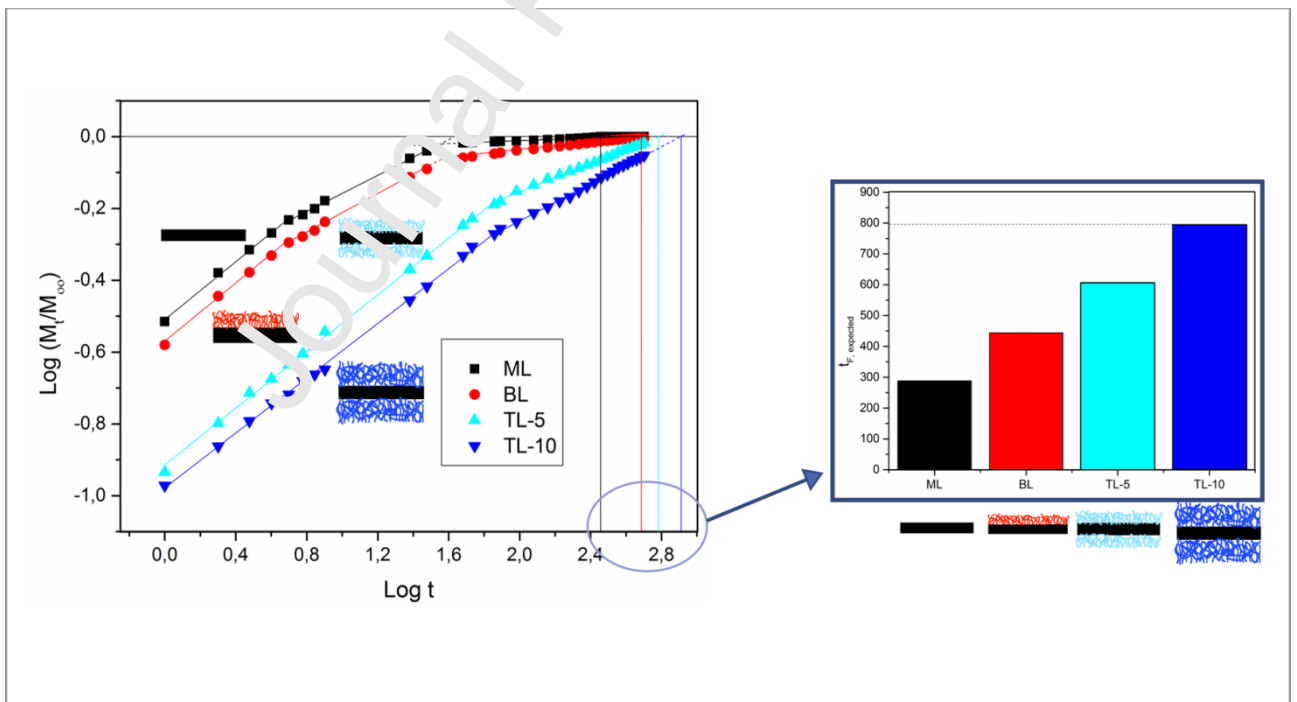 Journal P
0,0
-0,2
-0,4
-0,6
-0,8
-1,0
Log (Mt/M∞)
0,0 0,4 0,8 1,2 1,6 2,0 2,4 2,8
Log t
ML
BL
TL-5
TL-10
900
800
700
600
500
400
300
200
100
0
tF, expected
ML BL TL-5 TL-10